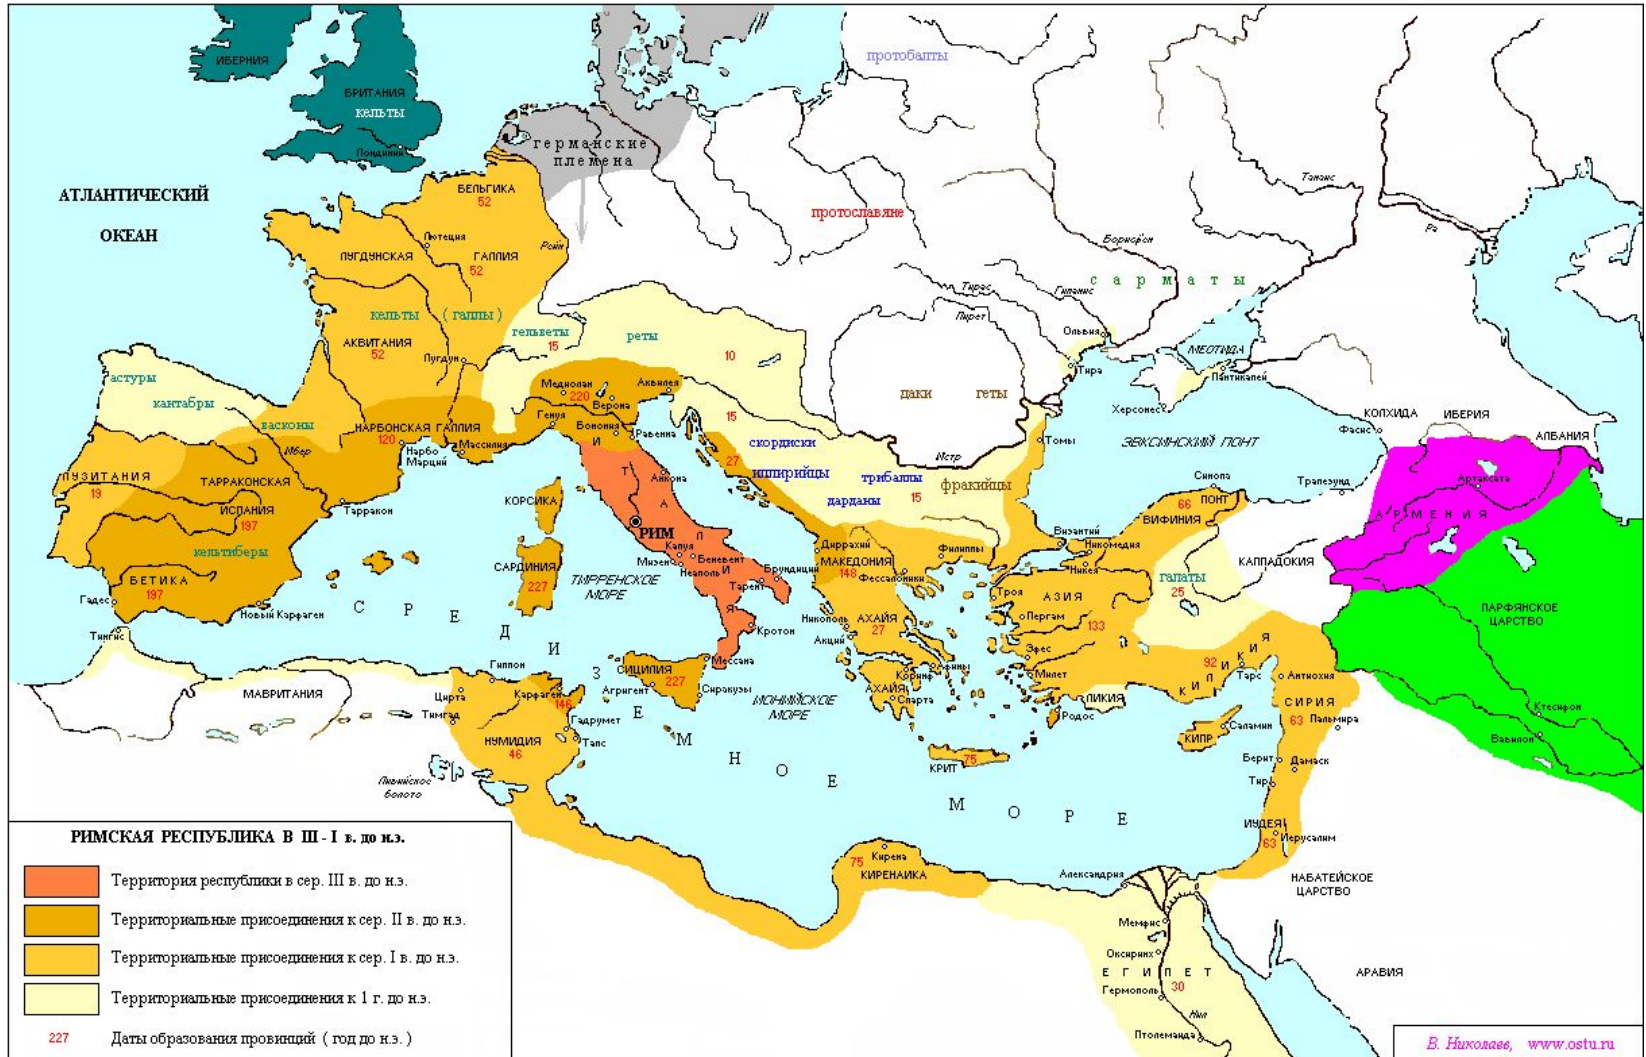 ИБЕРНИЯ
БРИТАНИЯ
кельты
Лондиний
протобалты
германские
племена
АТЛАНТИЧЕСКИЙ
ОКЕАН
БЕЛЬГИКА
52
протославяне
Танаис
Ра
Лютеция
Рейн
ЛУГДУНСКАЯ
ГАЛЛИЯ
52
Борисфен
сарматы
Тирас
Гипанис
Пирет
кельты (галлы)
гельветы
15
реты
10
АКВИТАНИЯ
52
Лугдун
Ольвия
Тира
МЕОТИДА
Пантикапей
Херсонес
астуры
кантабры
васконы
Медиолан
220
Верона
Аквилея
Генуя
Бонония
Равенна
15
даки
геты
КОЛХИДА
Фасис
ИБЕРИЯ
АЛБАНИЯ
НАРБОНСКАЯ ГАЛЛИЯ
120
Нарбо
Марций
Массилия
Ибер
скордиски
27
иллирийцы
трибаллы
дарданы
15
фракийцы
Истр
Томы
ЭВКСИНСКИЙ ПОНТ
ЛУЗИТАНИЯ
19
ТАРРАКОНСКАЯ
ИСПАНИЯ
197
Тарракон
кельтиберы
КОРСИКА
ИТАЛИЯ
Анкона
РИМ
Синопа
Трапезунд
66
ПОНТ
ВИФИНИЯ
Артаксата
АРМЕНИЯ
БЕТИКА
197
Гадес
Новый Карфаген
Тингис
САРДИНИЯ
227
ТИРРЕНСКОЕ
МОРЕ
Капуя
Мизен
Неаполь
Беневент
Брундизий
Тарент
Кротон
Диррахий
МАКЕДОНИЯ
148
Филиппы
Фессалоники
Византий
Никомедия
Никея
галаты
25
КАППАДОКИЯ
ПАРФЯНСКОЕ
ЦАРСТВО
Троя
АЗИЯ
Пергам
133
Никополь
Акций
АХАЙЯ
27
Эфес
Милет
Афины
Коринф
АХАЙЯ
Спарта
92
КИЛИКИЯ
Тарс
Антиохия
ЛИКИЯ
Родос
СИРИЯ
63
Пальмира
Ктесифон
Вавилон
СРЕДИЗЕМНОЕ МОРЕ
МАВРИТАНИЯ
Гиппон
Цирта
Тимгад
Карфаген
146
Гадрумет
Тапс
НУМИДИЯ
46
Ливийское
болото
СИЦИЛИЯ
227
Мессана
Агригент
Сиракузы
ИОНИЙСКОЕ
МОРЕ
КРИТ
75
КИПР
Саламин
Берит
Дамаск
Тир
ИУДЕЯ
63
Иерусалим
75
Кирена
КИРЕНАИКА
Александрия
НАБАТЕЙСКОЕ
ЦАРСТВО
Мемфис
Оксиринх
ЕГИПЕТ
Гермополь
30
Нил
Птолемаида
АРАВИЯ
РИМСКАЯ РЕСПУБЛИКА В III - I в. до н.э.
Территория республики в сер. III в. до н.э.
Территориальные присоединения к сер. II в. до н.э.
Территориальные присоединения к сер. I в. до н.э.
Территориальные присоединения к 1 г. до н.э.
227 Даты образования провинций ( год до н.э. )
В. Николаев, www.ostu.ru